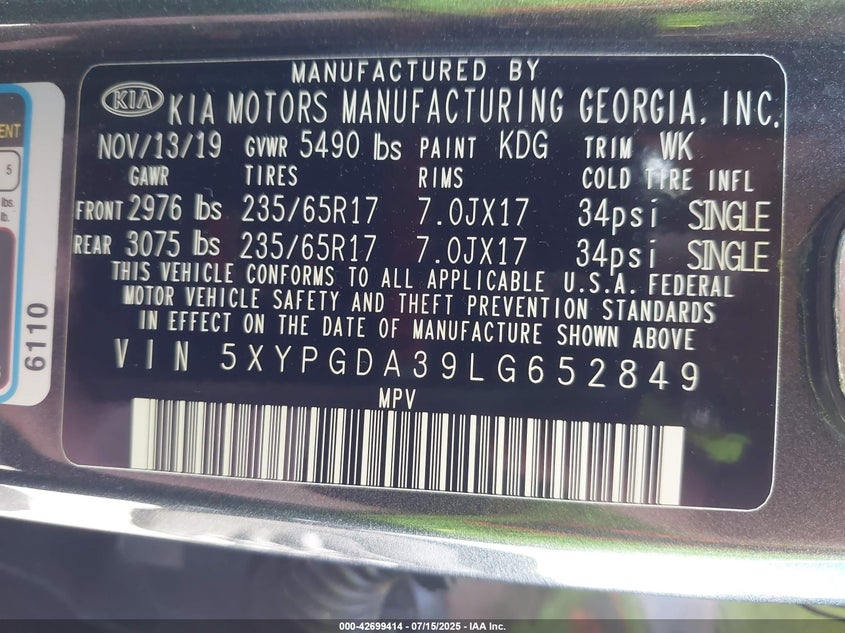 MANUFACTURED BY
KIA KIA MOTORS MANUFACTURING GEORGIA, INC.
NOV/13/19 GVWR 5490 lbs PAINT KDG TRIM WK
GAWR TIRES RIMS COLD TIRE INFL
FRONT 2976 lbs 235/65R17 7.0JX17 34psi SINGLE
REAR 3075 lbs 235/65R17 7.0JX17 34psi SINGLE
THIS VEHICLE CONFORMS TO ALL APPLICABLE U.S.A. FEDERAL
MOTOR VEHICLE SAFETY AND THEFT PREVENTION STANDARDS
IN EFFECT ON THE DATE OF MANUFACTURE SHOWN ABOVE
VIN 5XYPGDA39LG652849
MPV
5
lbs.
lb.
6110
000-42699414 - 07/15/2025 - IAA Inc.